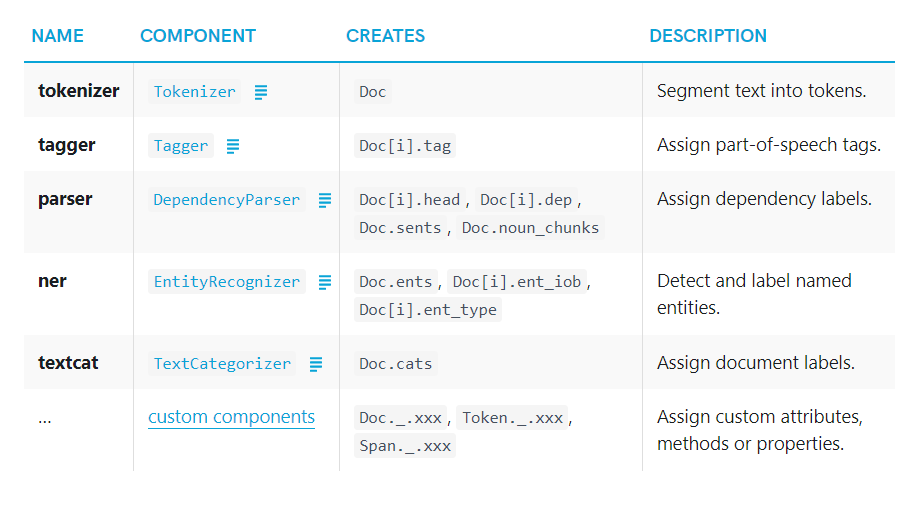 NAME COMPONENT CREATES DESCRIPTION
tokenizer Tokenizer Doc Segment text into tokens.
tagger Tagger Doc[i].tag Assign part-of-speech tags.
parser DependencyParser Doc[i].head, Doc[i].dep, Assign dependency labels.
Doc.sents, Doc.noun_chunks
ner EntityRecognizer Doc.ents, Doc[i].ent_iob, Detect and label named
Doc[i].ent_type entities.
textcat TextCategorizer Doc.cats Assign document labels.
... custom components Doc._.xxx, Token._.xxx, Assign custom attributes,
Span._.xxx methods or properties.